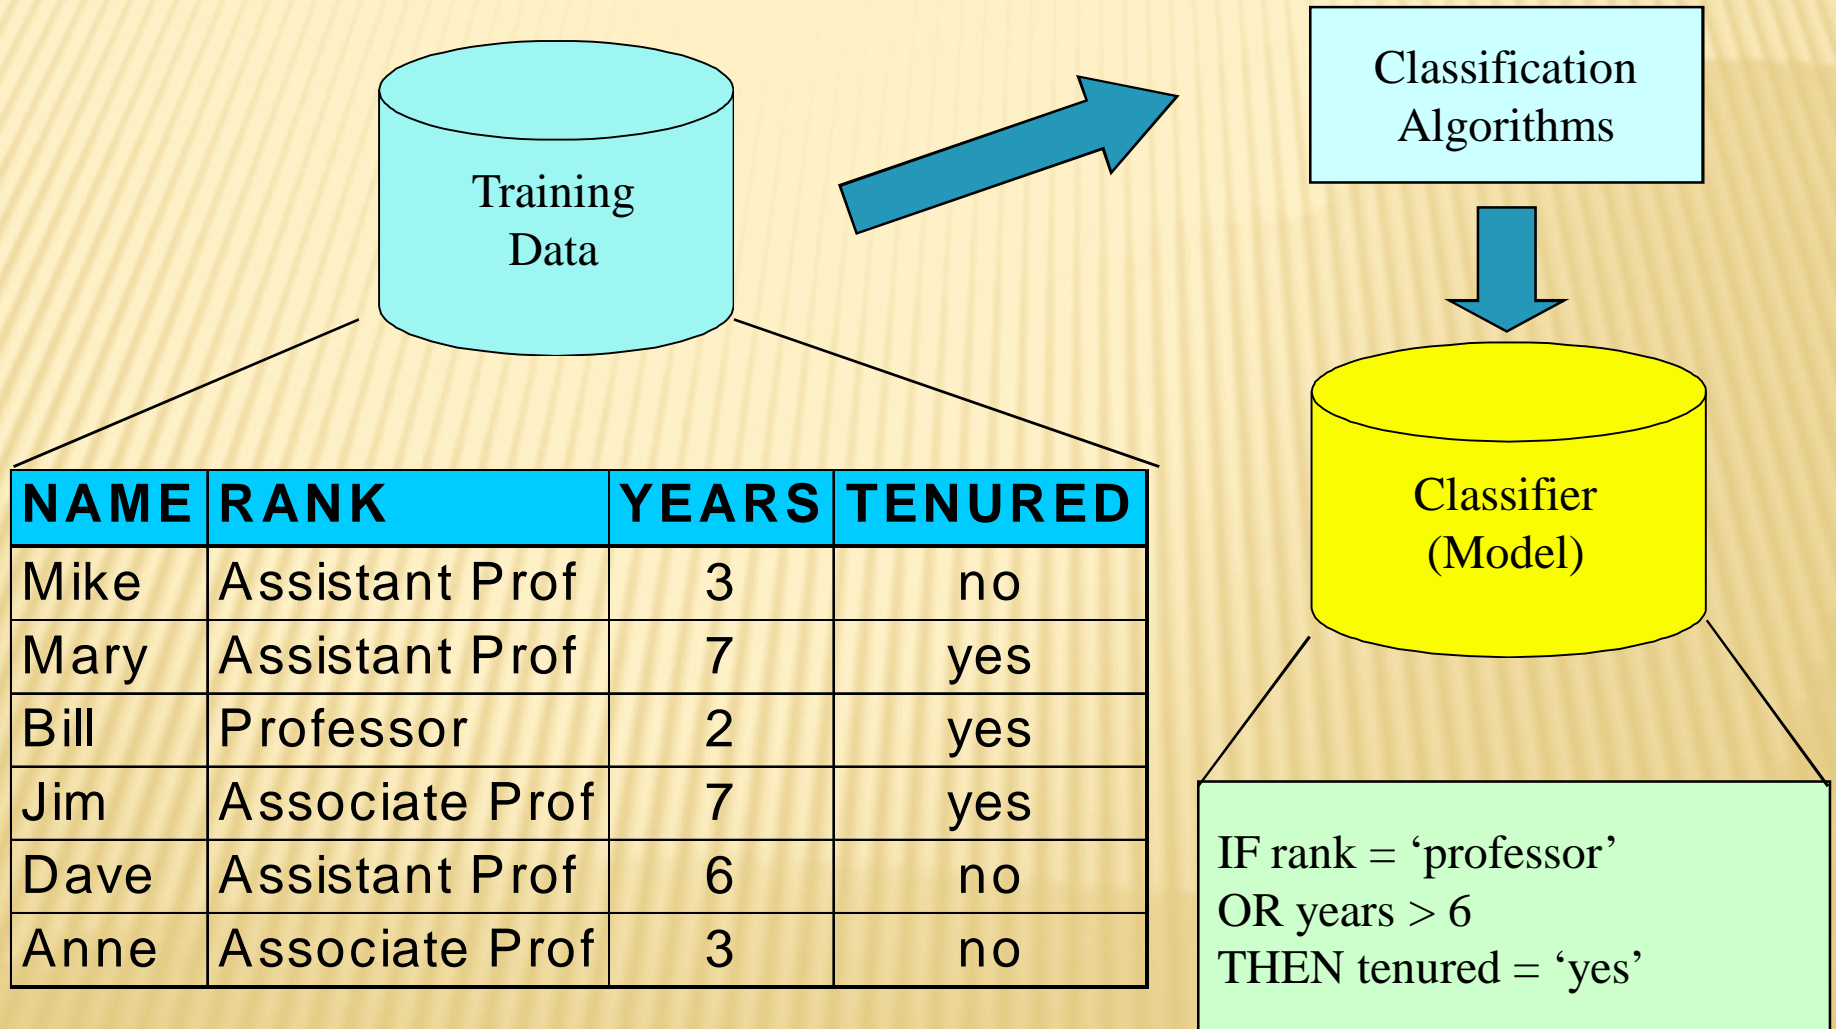 Training
Data
Classification
Algorithms
NAME RANK YEARS TENURED
Mike Assistant Prof 3 no
Mary Assistant Prof 7 yes
Bill Professor 2 yes
Jim Associate Prof 7 yes
Dave Assistant Prof 6 no
Anne Associate Prof 3 no
Classifier
(Model)
IF rank = ‘professor’
OR years > 6
THEN tenured = ‘yes’